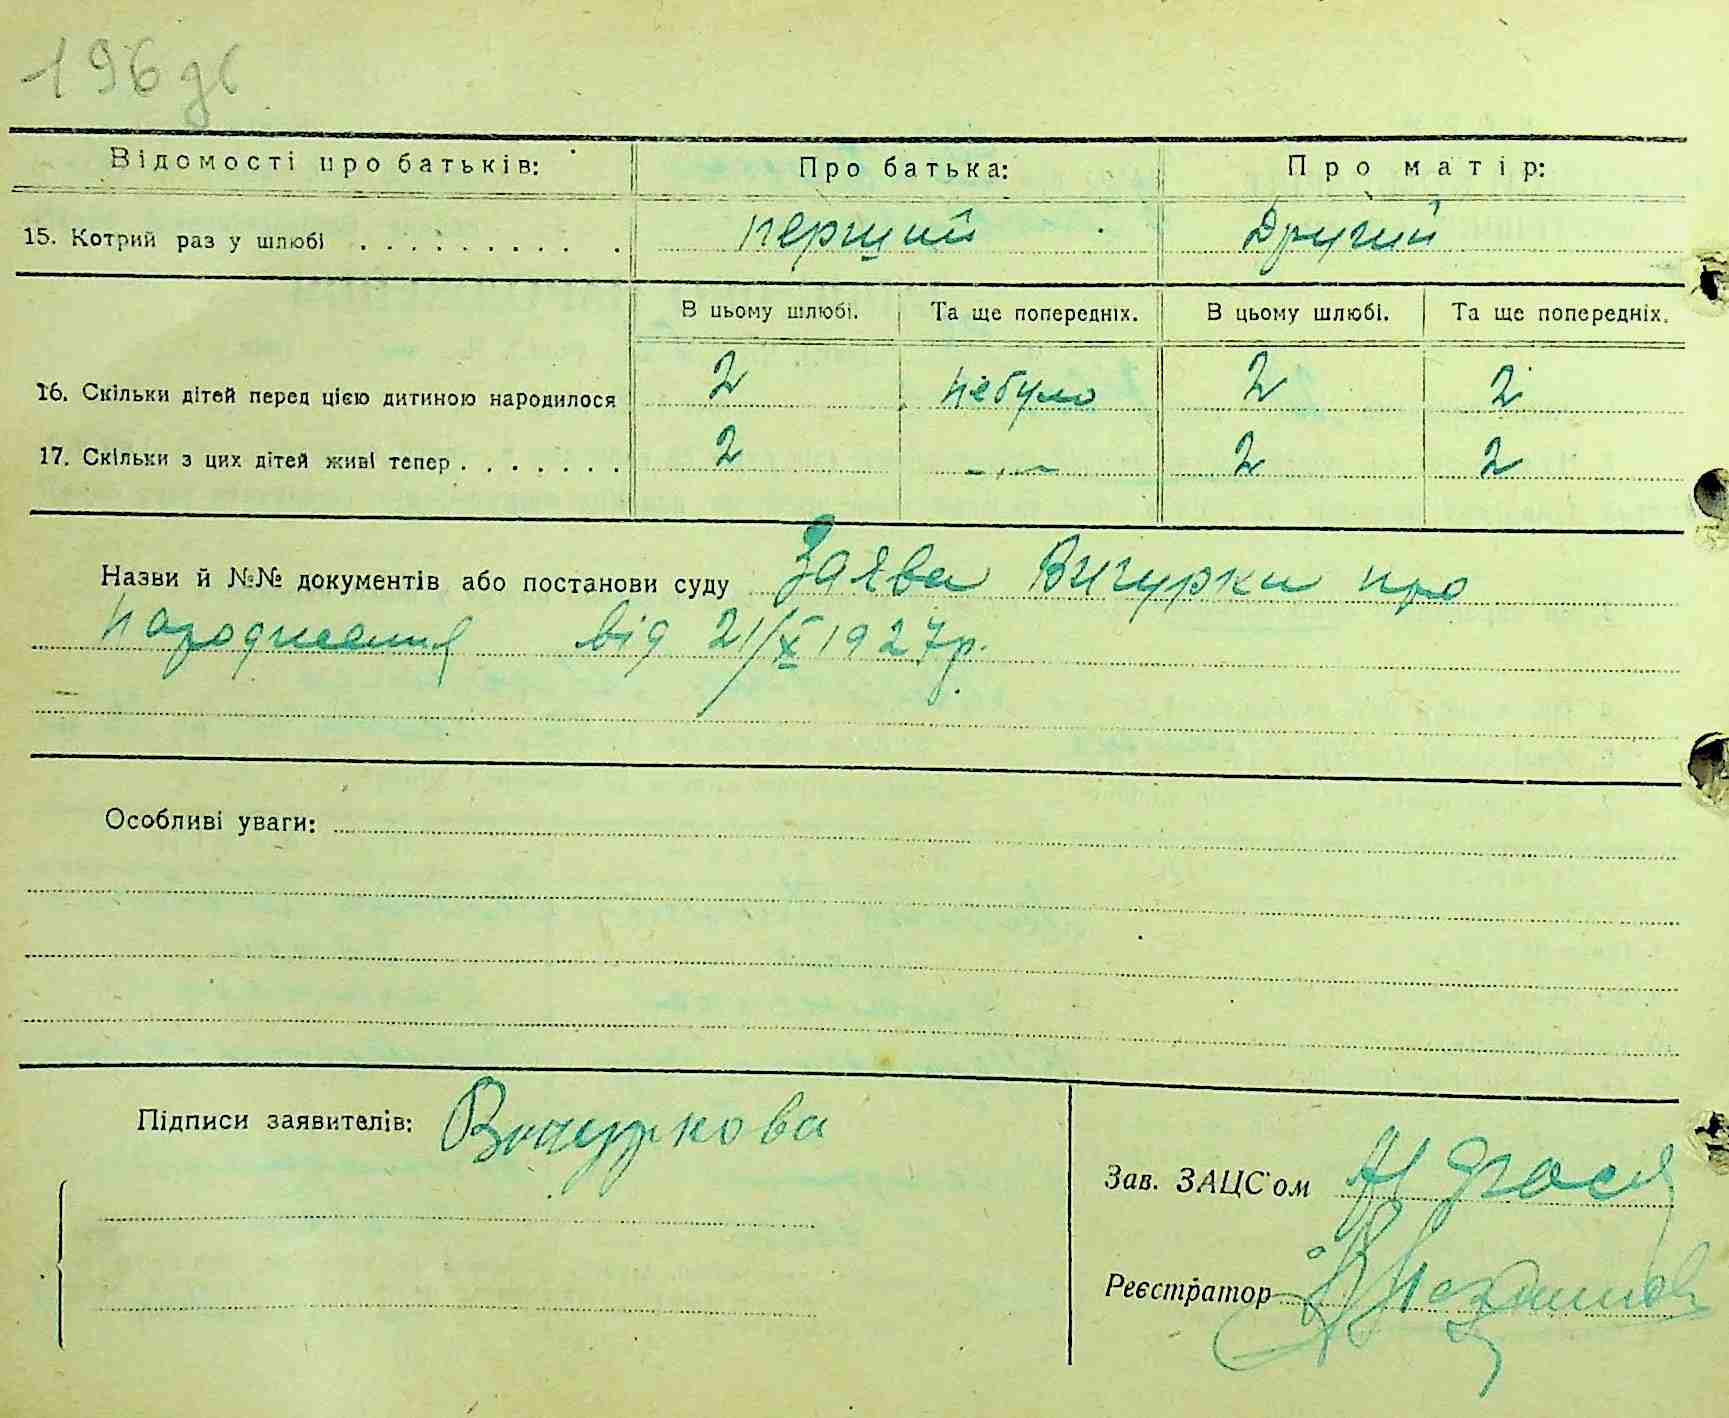 196 дб
Відомості про батьків: Про батька: Про матір:
15. Котрий раз у шлюбі перший Другий
В цьому шлюбі. Та ще попередніх. В цьому шлюбі. Та ще попередніх.
16. Скільки дітей перед цією дитиною народилося 2 небуло 2 2
17. Скільки з цих дітей живі тепер 2 -,,- 2 2
Назви й №№ документів або постанови суду Заява Вигурки про
народження від 21/X 1927р.
Особливі уваги:
Підписи заявителів: Вигуркова
Зав. ЗАЦС'ом
Реєстратор